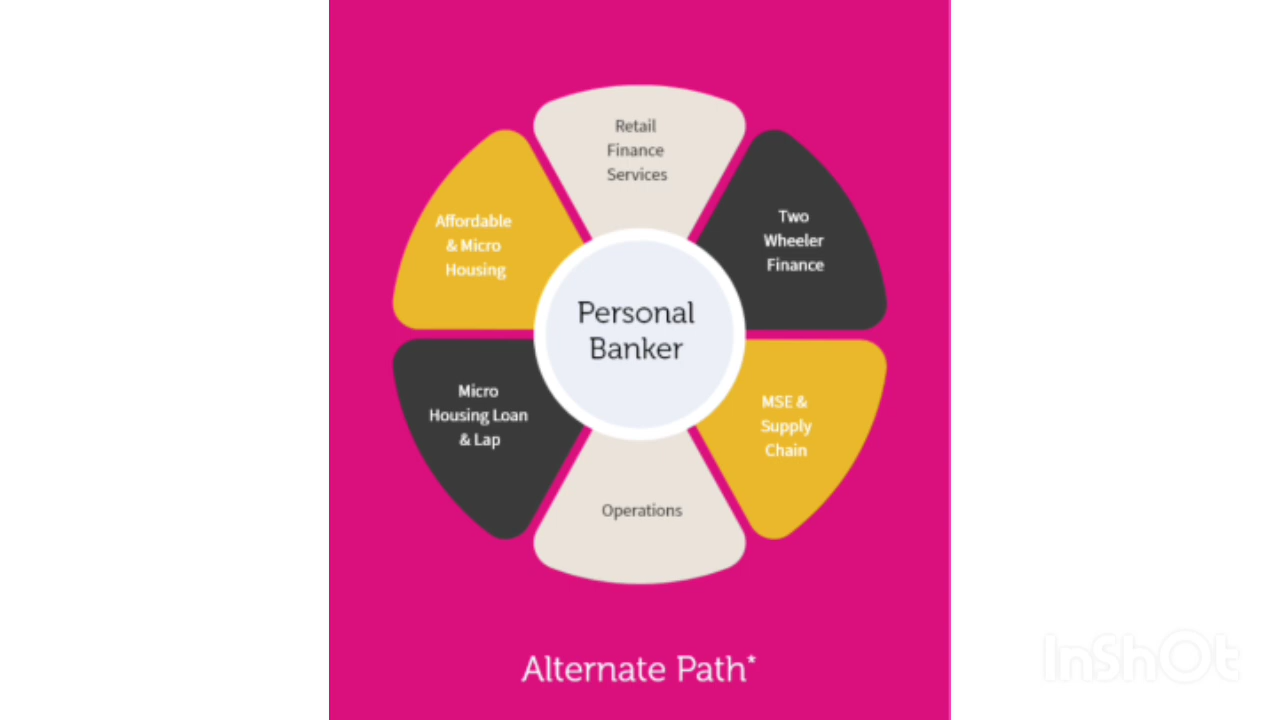 Retail
Finance
Services
Two
Wheeler
Finance
MSE &
Supply
Chain
Operations
Micro
Housing Loan
& Lap
Affordable
& Micro
Housing
Personal
Banker
Alternate Path*
InShOt